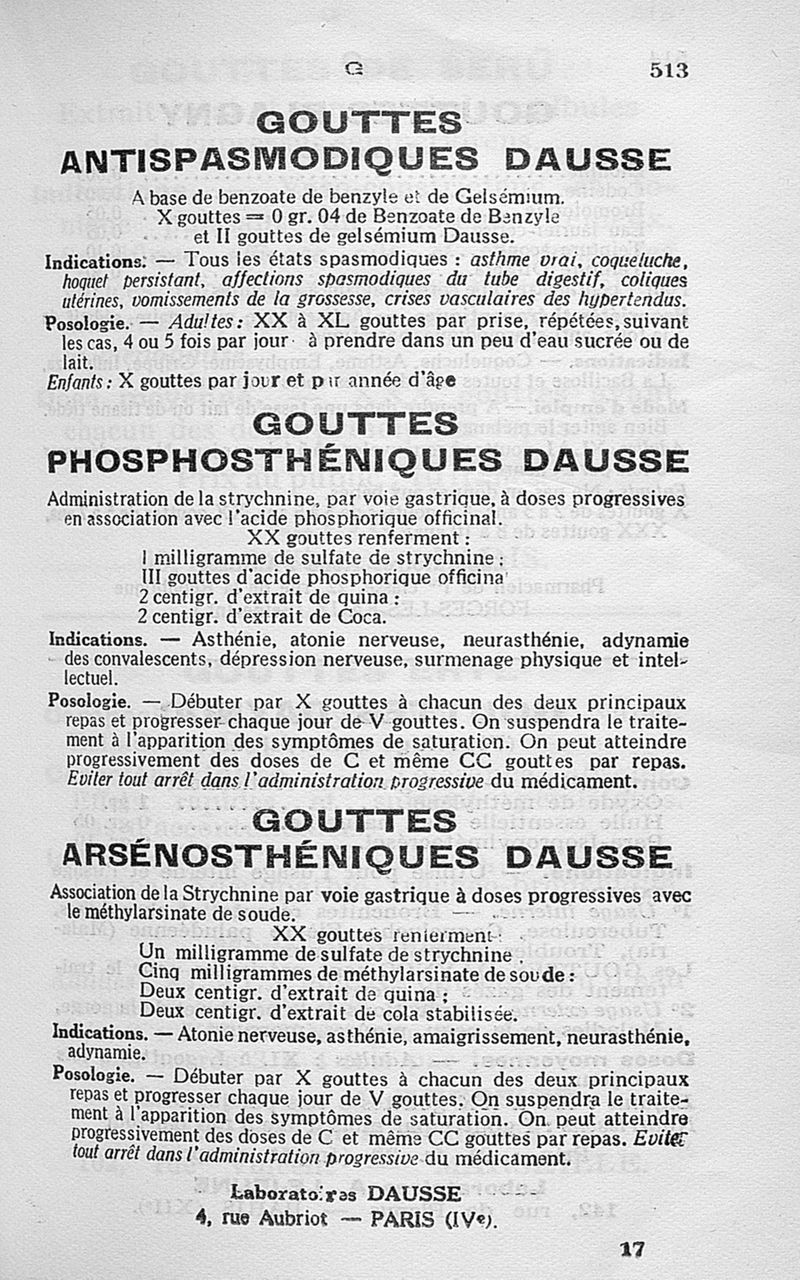 G 513
GOUTTES
ANTISPASMODIQUES DAUSSE
A base de benzoate de benzyle et de Gelsémium.
X gouttes = 0 gr. 04 de Benzoate de Benzyle
et II gouttes de gelsémium Dausse.
Indications: — Tous les états spasmodiques : asthme vrai, coqueluche,
hoquet persistant, affections spasmodiques du tube digestif, coliques
utérines, vomissements de la grossesse, crises vasculaires des hypertendus.
Posologie. — Adultes: XX à XL gouttes par prise, répétées, suivant
les cas, 4 ou 5 fois par jour à prendre dans un peu d'eau sucrée ou de
lait.
Enfants : X gouttes par jour et par année d'âge
GOUTTES
PHOSPHOSTHÉNIQUES DAUSSE
Administration de la strychnine, par voie gastrique, à doses progressives
en association avec l'acide phosphorique officinal.
XX gouttes renferment :
1 milligramme de sulfate de strychnine ;
III gouttes d'acide phosphorique officina
2 centigr. d'extrait de quina :
2 centigr. d'extrait de Coca.
Indications. — Asthénie, atonie nerveuse, neurasthénie, adynamie
des convalescents, dépression nerveuse, surmenage physique et intel-
lectuel.
Posologie. — Débuter par X gouttes à chacun des deux principaux
repas et progresser chaque jour de V gouttes. On suspendra le traite-
ment à l'apparition des symptômes de saturation. On peut atteindre
progressivement des doses de C et même CC gouttes par repas.
Eviter tout arrêt dans l'administration progressive du médicament.
GOUTTES
ARSÉNOSTHÉNIQUES DAUSSE
Association de la Strychnine par voie gastrique à doses progressives avec
le méthylarsinate de soude.
XX gouttes renferment :
Un milligramme de sulfate de strychnine .
Cinq milligrammes de méthylarsinate de soude :
Deux centigr. d'extrait de quina ;
Deux centigr. d'extrait de cola stabilisée.
Indications. — Atonie nerveuse, asthénie, amaigrissement, neurasthénie,
adynamie.
Posologie. — Débuter par X gouttes à chacun des deux principaux
repas et progresser chaque jour de V gouttes. On suspendra le traite-
ment à l'apparition des symptômes de saturation. On peut atteindre
progressivement des doses de C et même CC gouttes par repas. Eviter
tout arrêt dans l'administration progressive du médicament.
Laboratoires DAUSSE
4, rue Aubriot — PARIS (IVe).
17